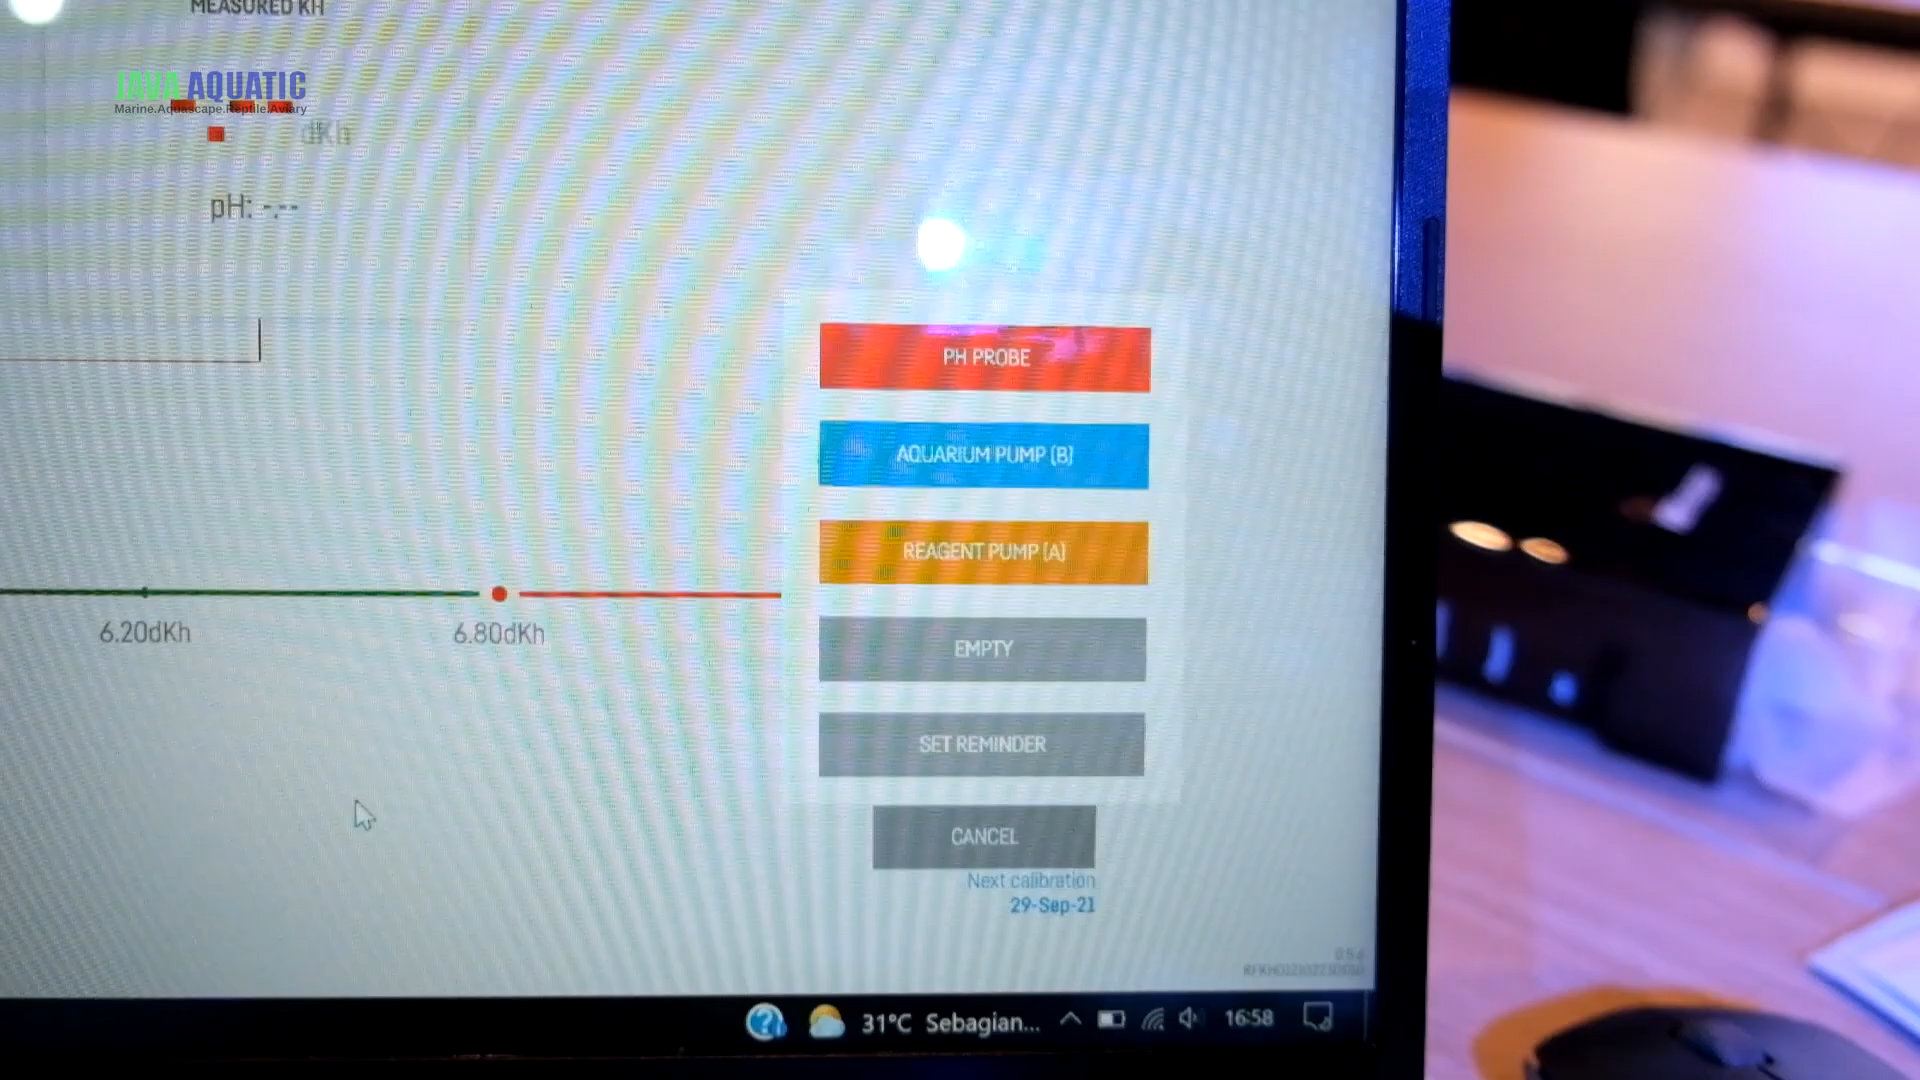 MEASURED KH
JAVA AQUATIC
Marine.Aquascape.Reptile.Aviary
dKh
pH: -.--
PH PROBE
AQUARIUM PUMP (B)
REAGENT PUMP (A)
6.20dKh
6.80dKh
EMPTY
SET REMINDER
CANCEL
Next calibration
29-Sep-21
31°C Sebagian...
16:58